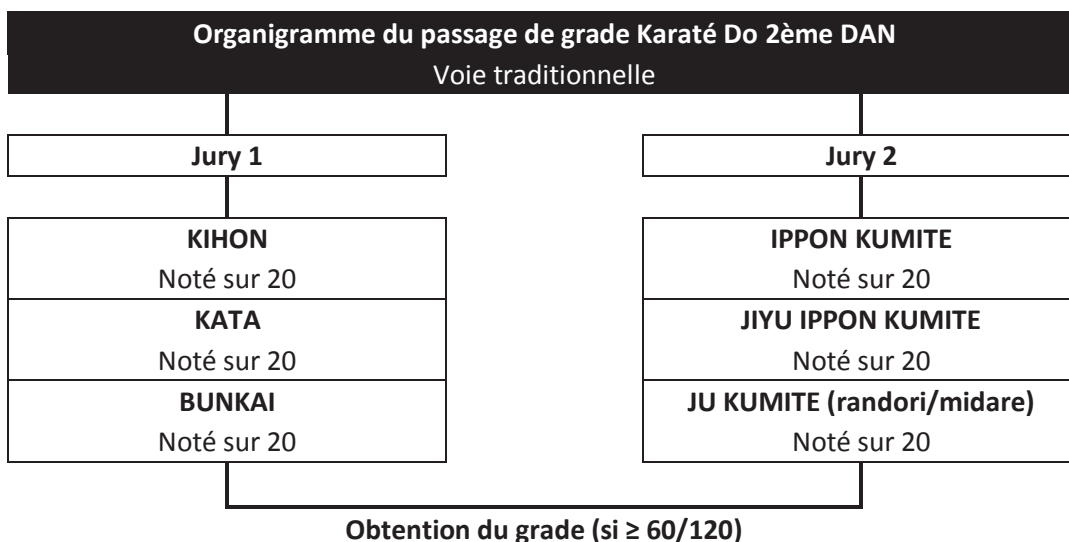 Organigramme du passage de grade Karaté Do 2ème DAN
Voie traditionnelle
Jury 1
KIHON
Noté sur 20
KATA
Noté sur 20
BUNKAI
Noté sur 20
Jury 2
IPPON KUMITE
Noté sur 20
JIYU IPPON KUMITE
Noté sur 20
JU KUMITE (randori/midare)
Noté sur 20
Obtention du grade (si ≥ 60/120)